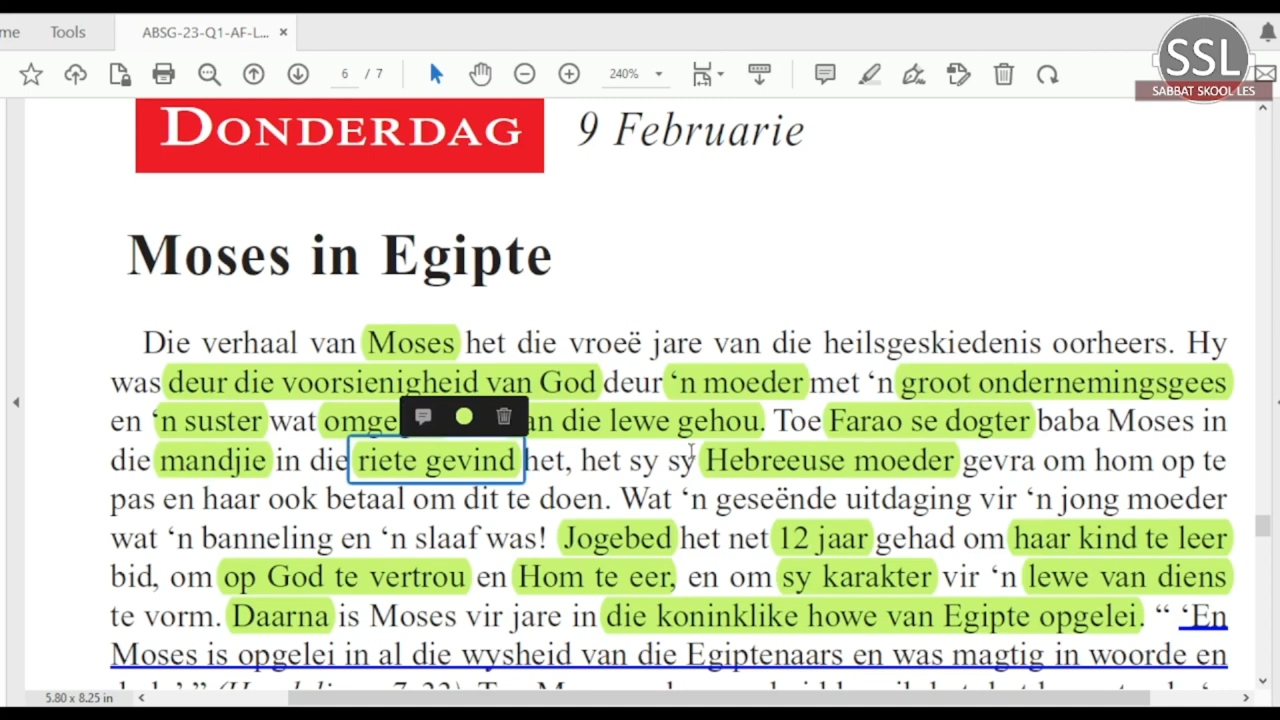 me Tools ABSG-23-Q1-AF-L... ×
SSL
SABBAT SKOOL LES
6 / 7 240%
DONDERDAG 9 Februarie
Moses in Egipte
Die verhaal van Moses het die vroeë jare van die heilsgeskiedenis oorheers. Hy
was deur die voorsienigheid van God deur ‘n moeder met ‘n groot ondernemingsgees
en ‘n suster wat omge an die lewe gehou. Toe Farao se dogter baba Moses in
die mandjie in die riete gevind het, het sy sy Hebreeuse moeder gevra om hom op te
pas en haar ook betaal om dit te doen. Wat ‘n geseënde uitdaging vir ‘n jong moeder
wat ‘n banneling en ‘n slaaf was! Jogebed het net 12 jaar gehad om haar kind te leer
bid, om op God te vertrou en Hom te eer, en om sy karakter vir ‘n lewe van diens
te vorm. Daarna is Moses vir jare in die koninklike howe van Egipte opgelei. “ ‘En
Moses is opgelei in al die wysheid van die Egiptenaars en was magtig in woorde en
5.80 x 8.25 in